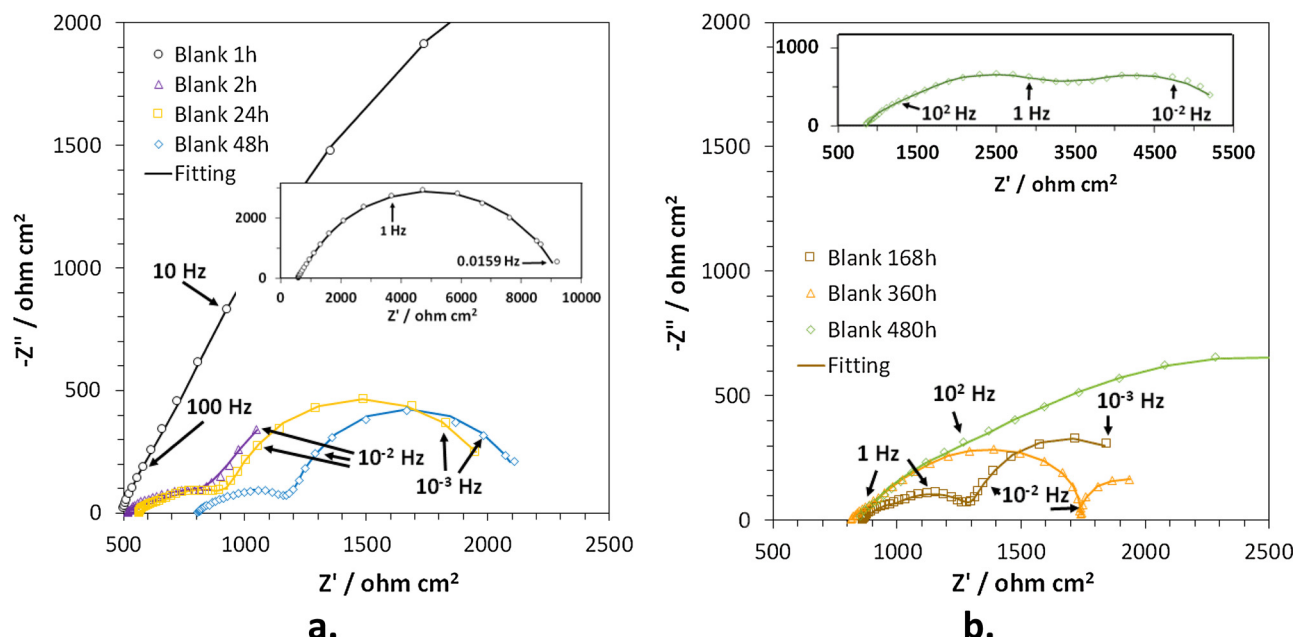 2000
1500
1000
500
0
-Z" / ohm cm²
Blank 1h
Blank 2h
Blank 24h
Blank 48h
Fitting
10 Hz
100 Hz
10⁻² Hz
10⁻³ Hz
2000
0
1 Hz
0.0159 Hz
0 2000 4000 6000 8000 10000
Z' / ohm cm²
500 1000 1500 2000 2500
Z' / ohm cm²
a.
2000
1500
1000
500
0
-Z" / ohm cm²
1000
0
10² Hz
1 Hz
10⁻² Hz
500 1500 2500 3500 4500 5500
Z' / ohm cm²
Blank 168h
Blank 360h
Blank 480h
Fitting
10² Hz
10⁻³ Hz
1 Hz
10⁻² Hz
500 1000 1500 2000 2500
Z' / ohm cm²
b.